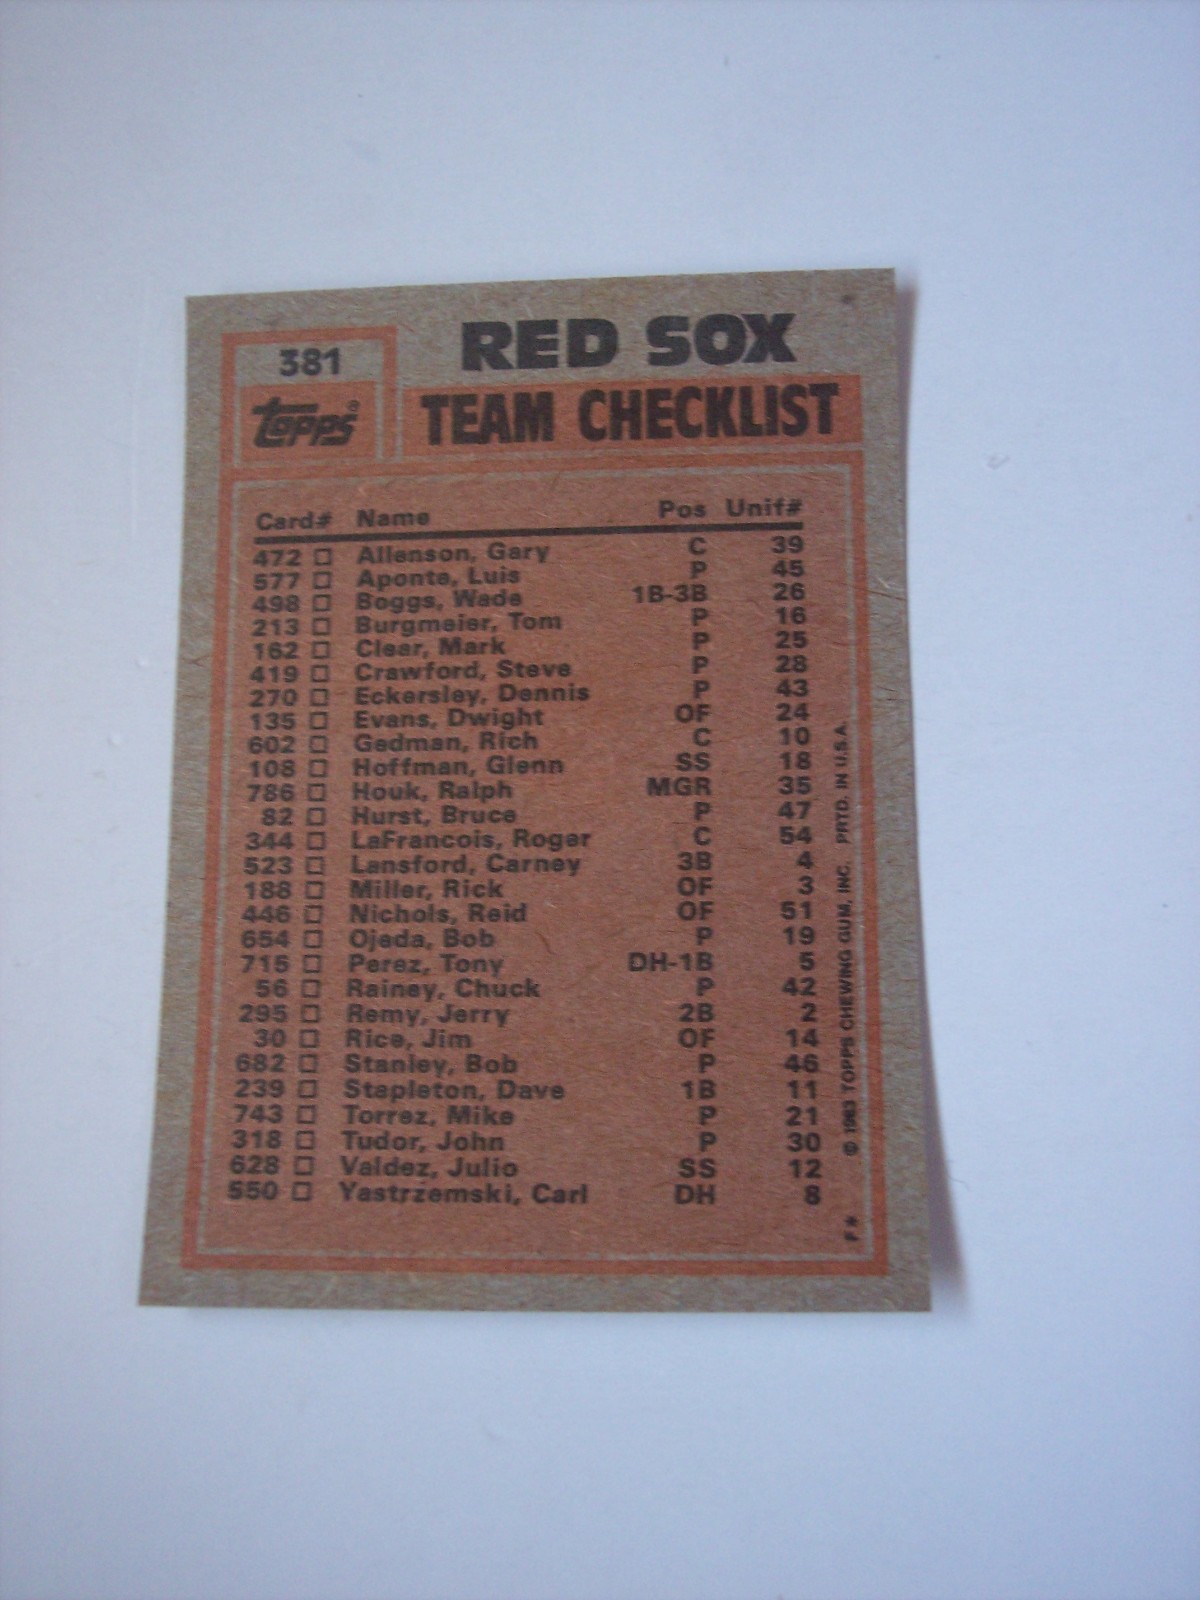 381
RED SOX
Topps®
TEAM CHECKLIST
Card# Name Pos Unif#
472 □ Allenson, Gary C 39
577 □ Aponte, Luis P 45
498 □ Boggs, Wade 1B-3B 26
213 □ Burgmeier, Tom P 16
162 □ Clear, Mark P 25
419 □ Crawford, Steve P 28
270 □ Eckersley, Dennis P 43
135 □ Evans, Dwight OF 24
602 □ Gedman, Rich C 10
108 □ Hoffman, Glenn SS 18
786 □ Houk, Ralph MGR 35
82 □ Hurst, Bruce P 47
344 □ LaFrancois, Roger C 54
523 □ Lansford, Carney 3B 4
188 □ Miller, Rick OF 3
446 □ Nichols, Reid OF 51
654 □ Ojeda, Bob P 19
715 □ Perez, Tony DH-1B 5
56 □ Rainey, Chuck P 42
295 □ Remy, Jerry 2B 2
30 □ Rice, Jim OF 14
682 □ Stanley, Bob P 46
239 □ Stapleton, Dave 1B 11
743 □ Torrez, Mike P 21
318 □ Tudor, John P 30
628 □ Valdez, Julio SS 12
550 □ Yastrzemski, Carl DH 8
F* © 1983 TOPPS CHEWING GUM, INC. PRTD. IN U.S.A.